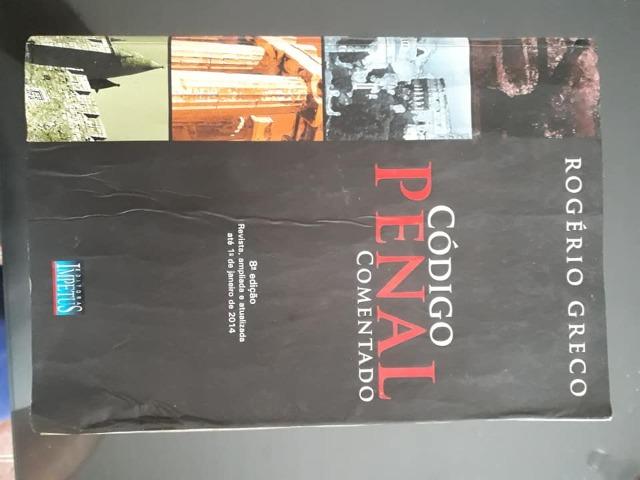 ROGÉRIO GRECO
CÓDIGO
PENAL
COMENTADO
8ª edição
Revista, ampliada e atualizada
até 1º de janeiro de 2014
EDITORA
IMPETUS